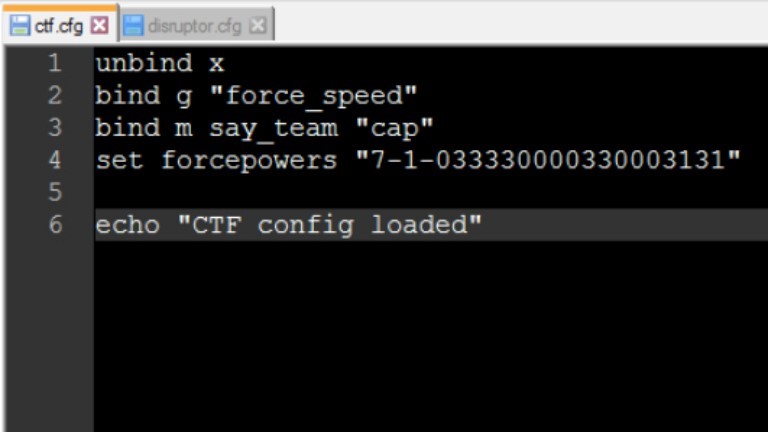 ctf.cfg disruptor.cfg
1 unbind x
2 bind g "force_speed"
3 bind m say_team "cap"
4 set forcepowers "7-1-033330000330003131"
5
6 echo "CTF config loaded"